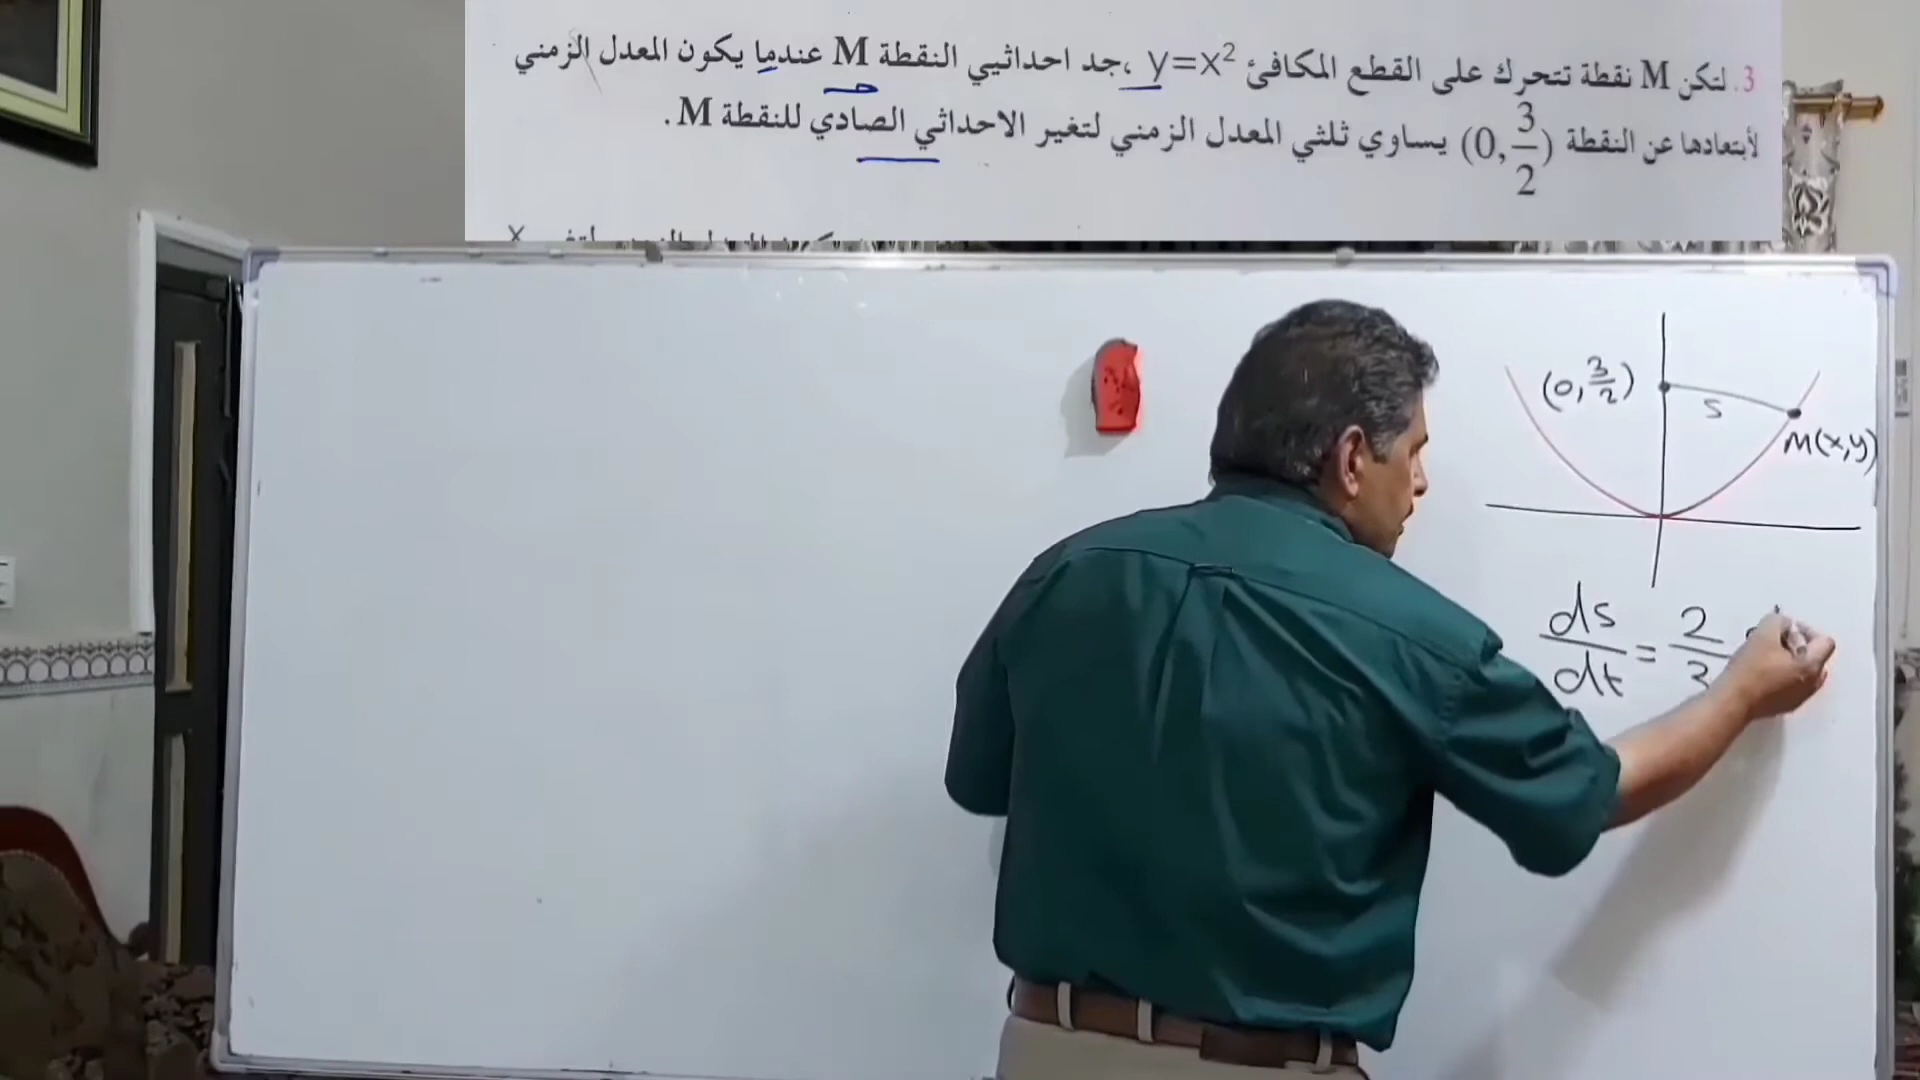 3. لتكن M نقطة تتحرك على القطع المكافئ y=x²، جد احداثيي النقطة M عندما يكون المعدل الزمني
لأبتعادها عن النقطة (0, 3/2) يساوي ثلثي المعدل الزمني لتغير الاحداثي الصادي للنقطة M.
(0, 3/2)
s
M(x,y)
ds/dt = 2/3